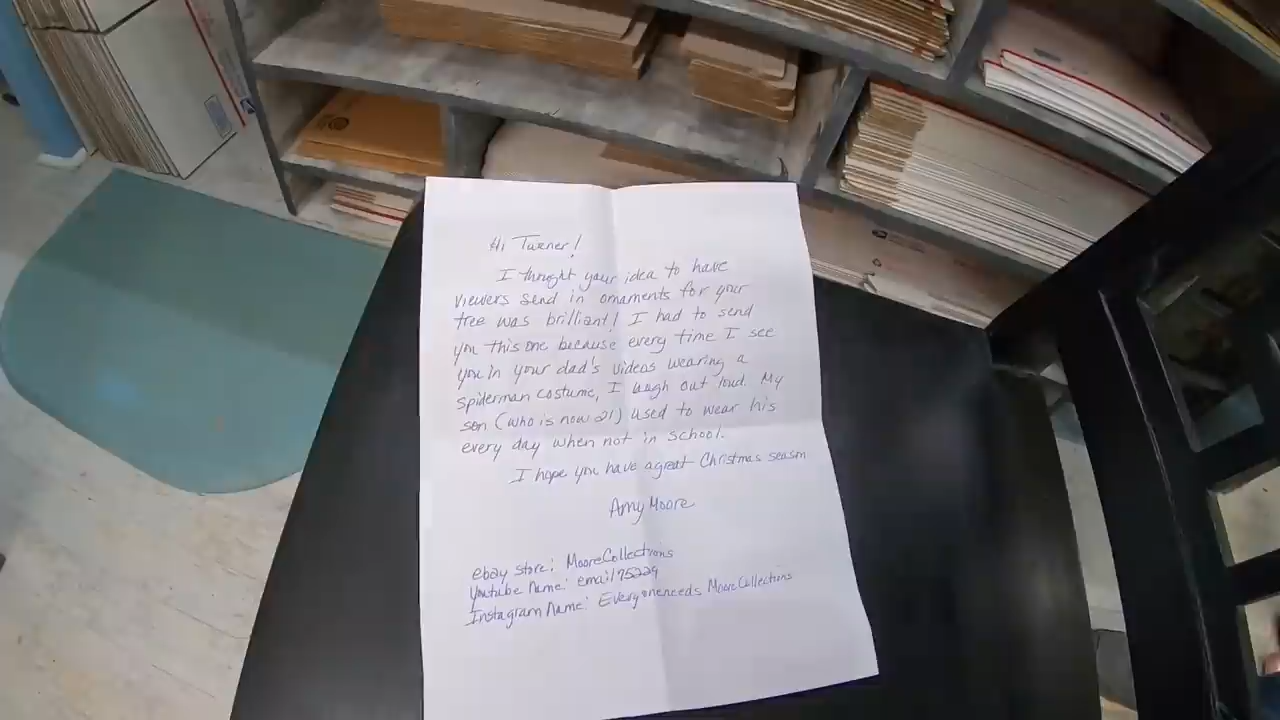 Hi Turner!
I thought your idea to have
viewers send in ornaments for your
tree was brilliant! I had to send
you this one because every time I see
you in your dad's videos wearing a
spiderman costume, I laugh out loud. My
son (who is now 21) used to wear his
every day when not in school.
I hope you have a great Christmas season
Amy Moore
ebay store: MooreCollections
Youtube Name: email75229
Instagram Name: Everyoneneeds MooreCollections